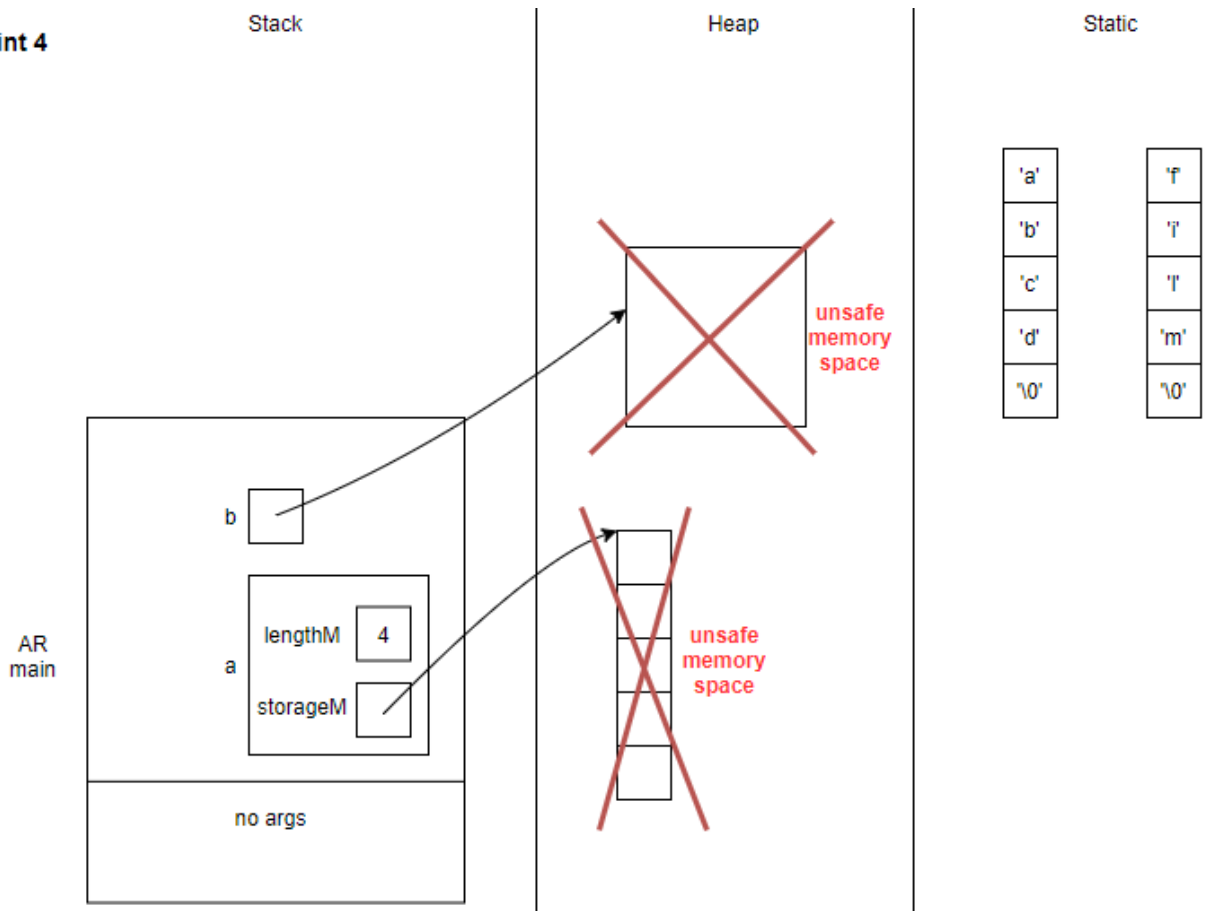 Stack
Heap
Static
int 4
'a'
'b'
'c'
'd'
'\0'
'f'
'i'
'l'
'm'
'\0'
unsafe
memory
space
b
lengthM
4
a
storageM
AR
main
unsafe
memory
space
no args